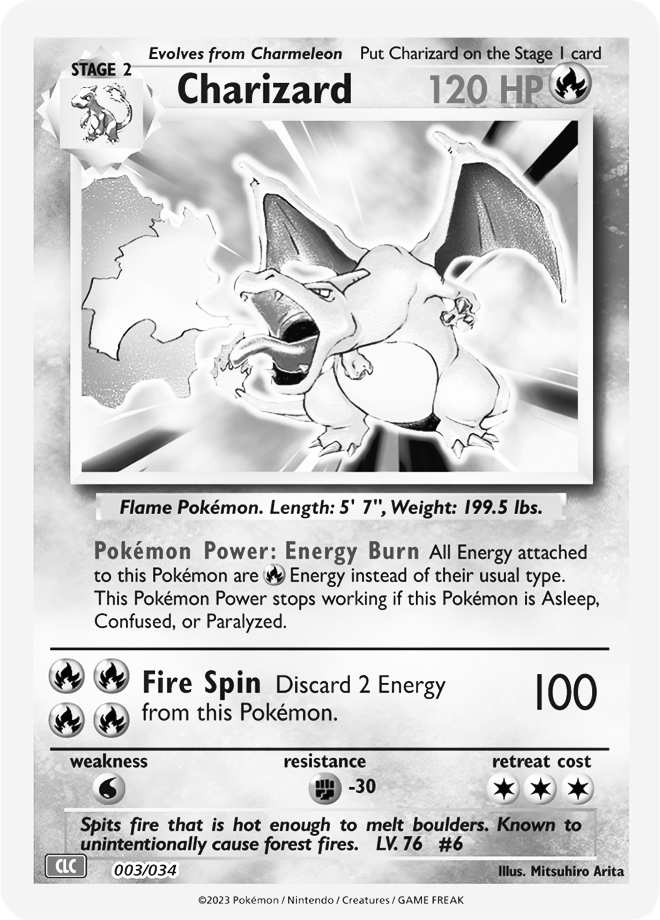 Evolves from Charmeleon Put Charizard on the Stage 1 card
STAGE 2
Charizard 120 HP
Flame Pokémon. Length: 5' 7", Weight: 199.5 lbs.
Pokémon Power: Energy Burn All Energy attached
to this Pokémon are Energy instead of their usual type.
This Pokémon Power stops working if this Pokémon is Asleep,
Confused, or Paralyzed.
Fire Spin Discard 2 Energy 100
from this Pokémon.
weakness resistance retreat cost
-30
Spits fire that is hot enough to melt boulders. Known to
unintentionally cause forest fires. LV. 76 #6
CLC 003/034 Illus. Mitsuhiro Arita
©2023 Pokémon / Nintendo / Creatures / GAME FREAK